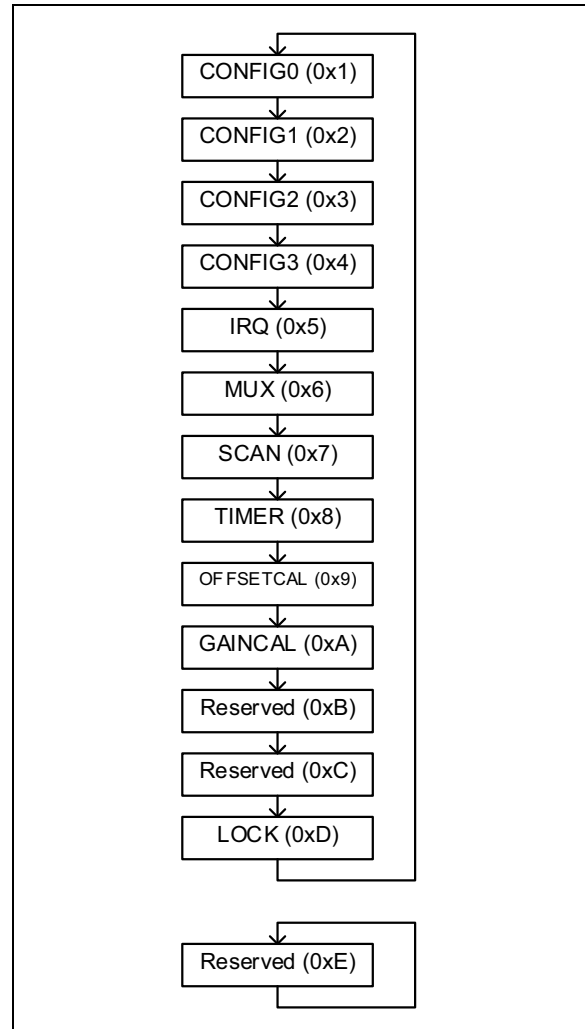 CONFIG0 (0x1)
CONFIG1 (0x2)
CONFIG2 (0x3)
CONFIG3 (0x4)
IRQ (0x5)
MUX (0x6)
SCAN (0x7)
TIMER (0x8)
OFFSETCAL (0x9)
GAINCAL (0xA)
Reserved (0xB)
Reserved (0xC)
LOCK (0xD)
Reserved (0xE)